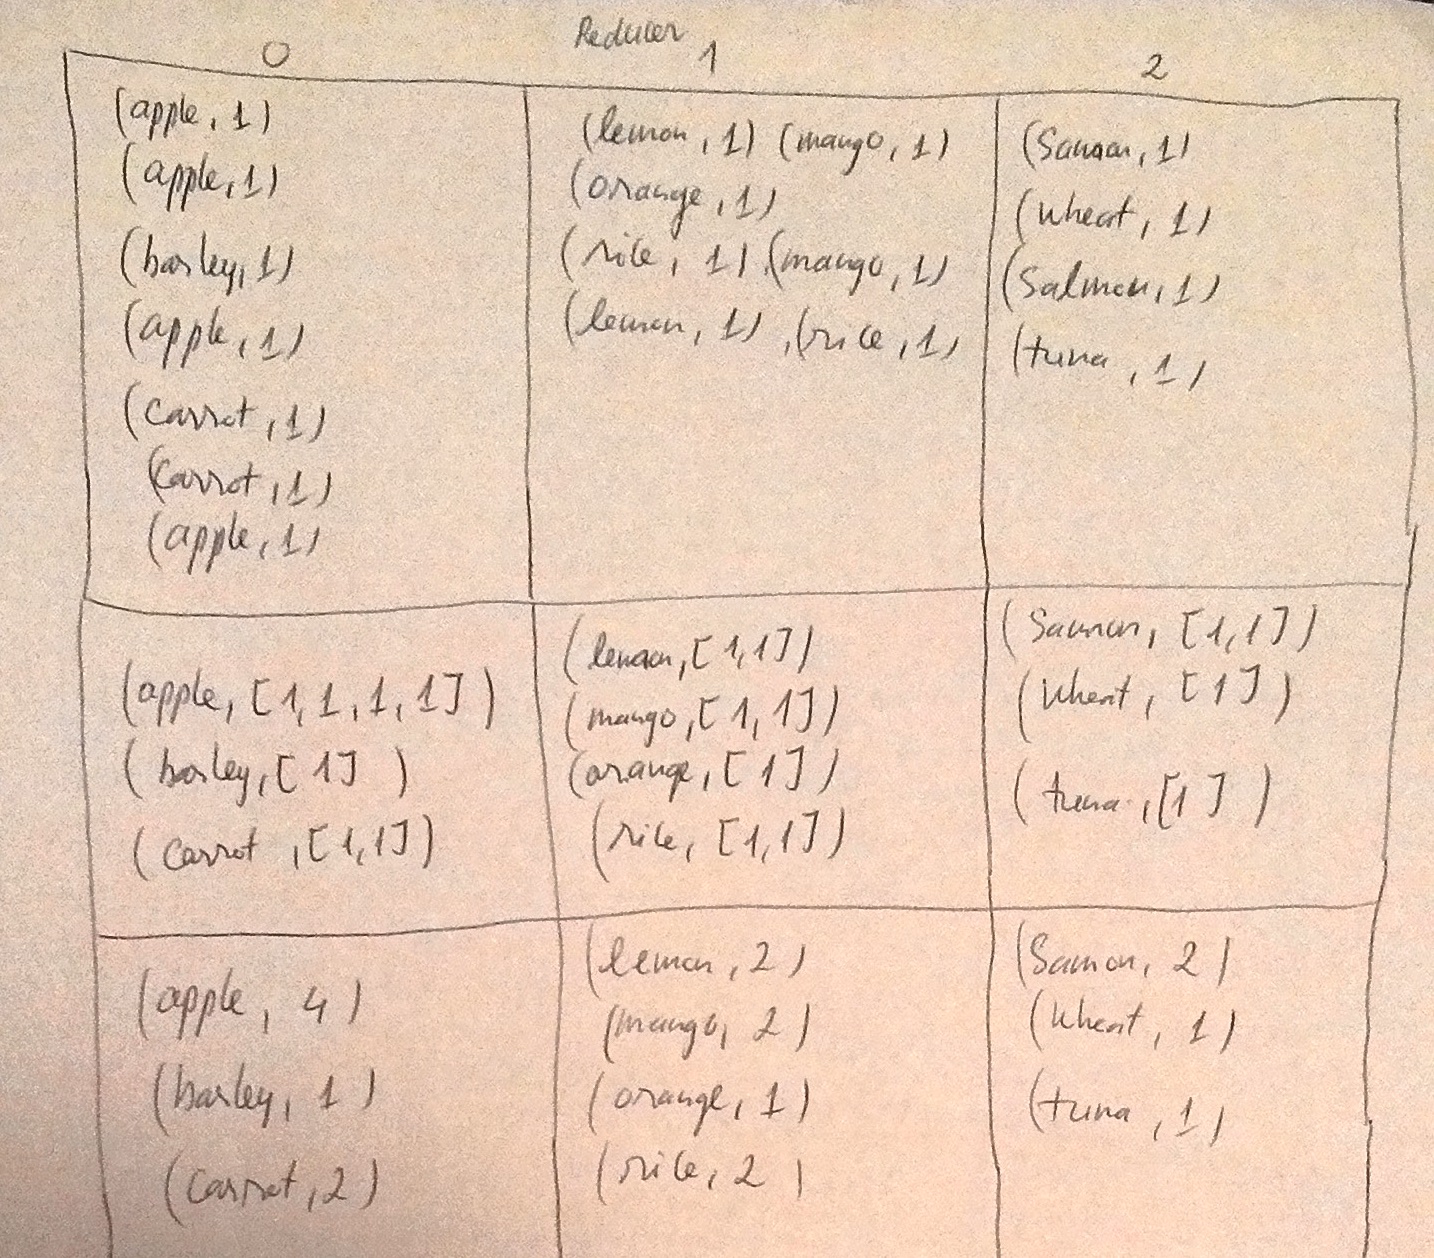 Reducer
0
1
2
(apple, 1)
(apple, 1)
(barley, 1)
(apple, 1)
(carrot, 1)
(carrot, 1)
(apple, 1)
(lemon, 1) (mango, 1)
(orange, 1)
(rice, 1) (mango, 1)
(lemon, 1) , (rice, 1)
(Samon, 1)
(wheat, 1)
(Salmon, 1)
(tuna, 1)
(apple, [1, 1, 1, 1])
(barley, [1])
(carrot, [1, 1])
(lemon, [1, 1])
(mango, [1, 1])
(orange, [1])
(rice, [1, 1])
(Samon, [1, 1])
(wheat, [1])
(tuna, [1])
(apple, 4)
(barley, 1)
(carrot, 2)
(lemon, 2)
(mango, 2)
(orange, 1)
(rice, 2)
(Samon, 2)
(wheat, 1)
(tuna, 1)